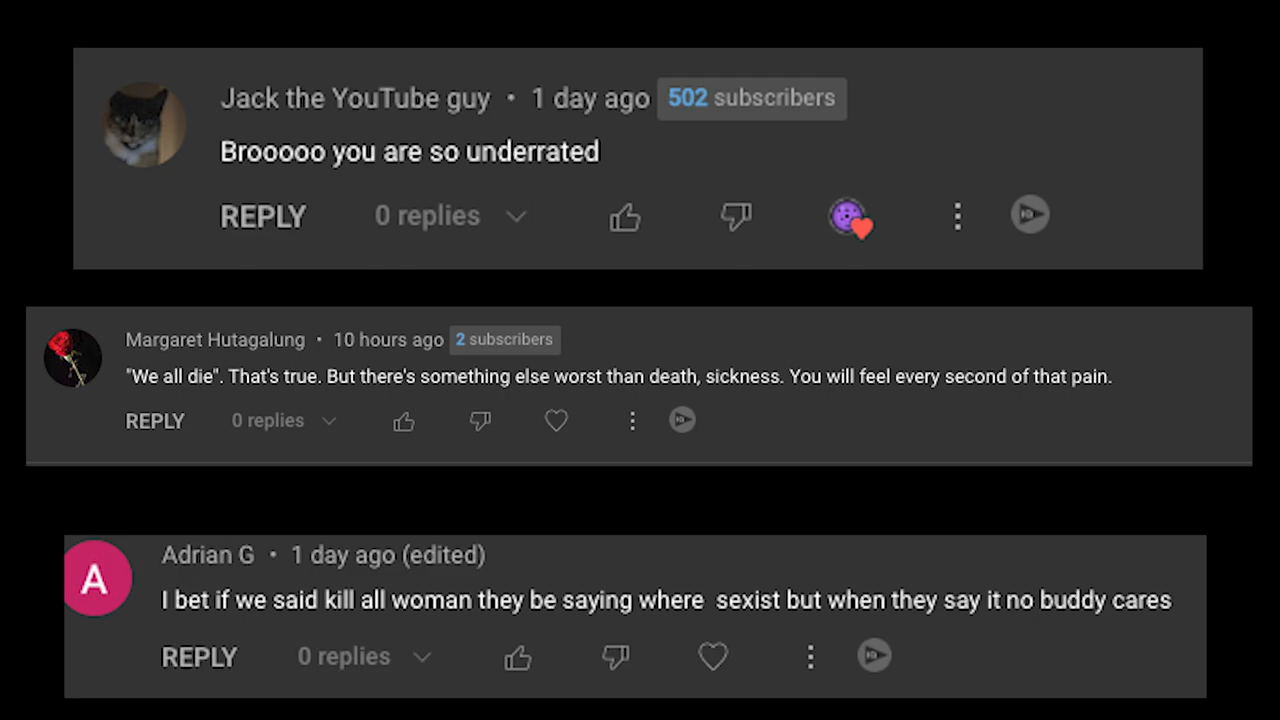 Jack the YouTube guy • 1 day ago 502 subscribers
Brooooo you are so underrated
REPLY 0 replies
Margaret Hutagalung • 10 hours ago 2 subscribers
"We all die". That's true. But there's something else worst than death, sickness. You will feel every second of that pain.
REPLY 0 replies
A
Adrian G • 1 day ago (edited)
I bet if we said kill all woman they be saying where  sexist but when they say it no buddy cares
REPLY 0 replies